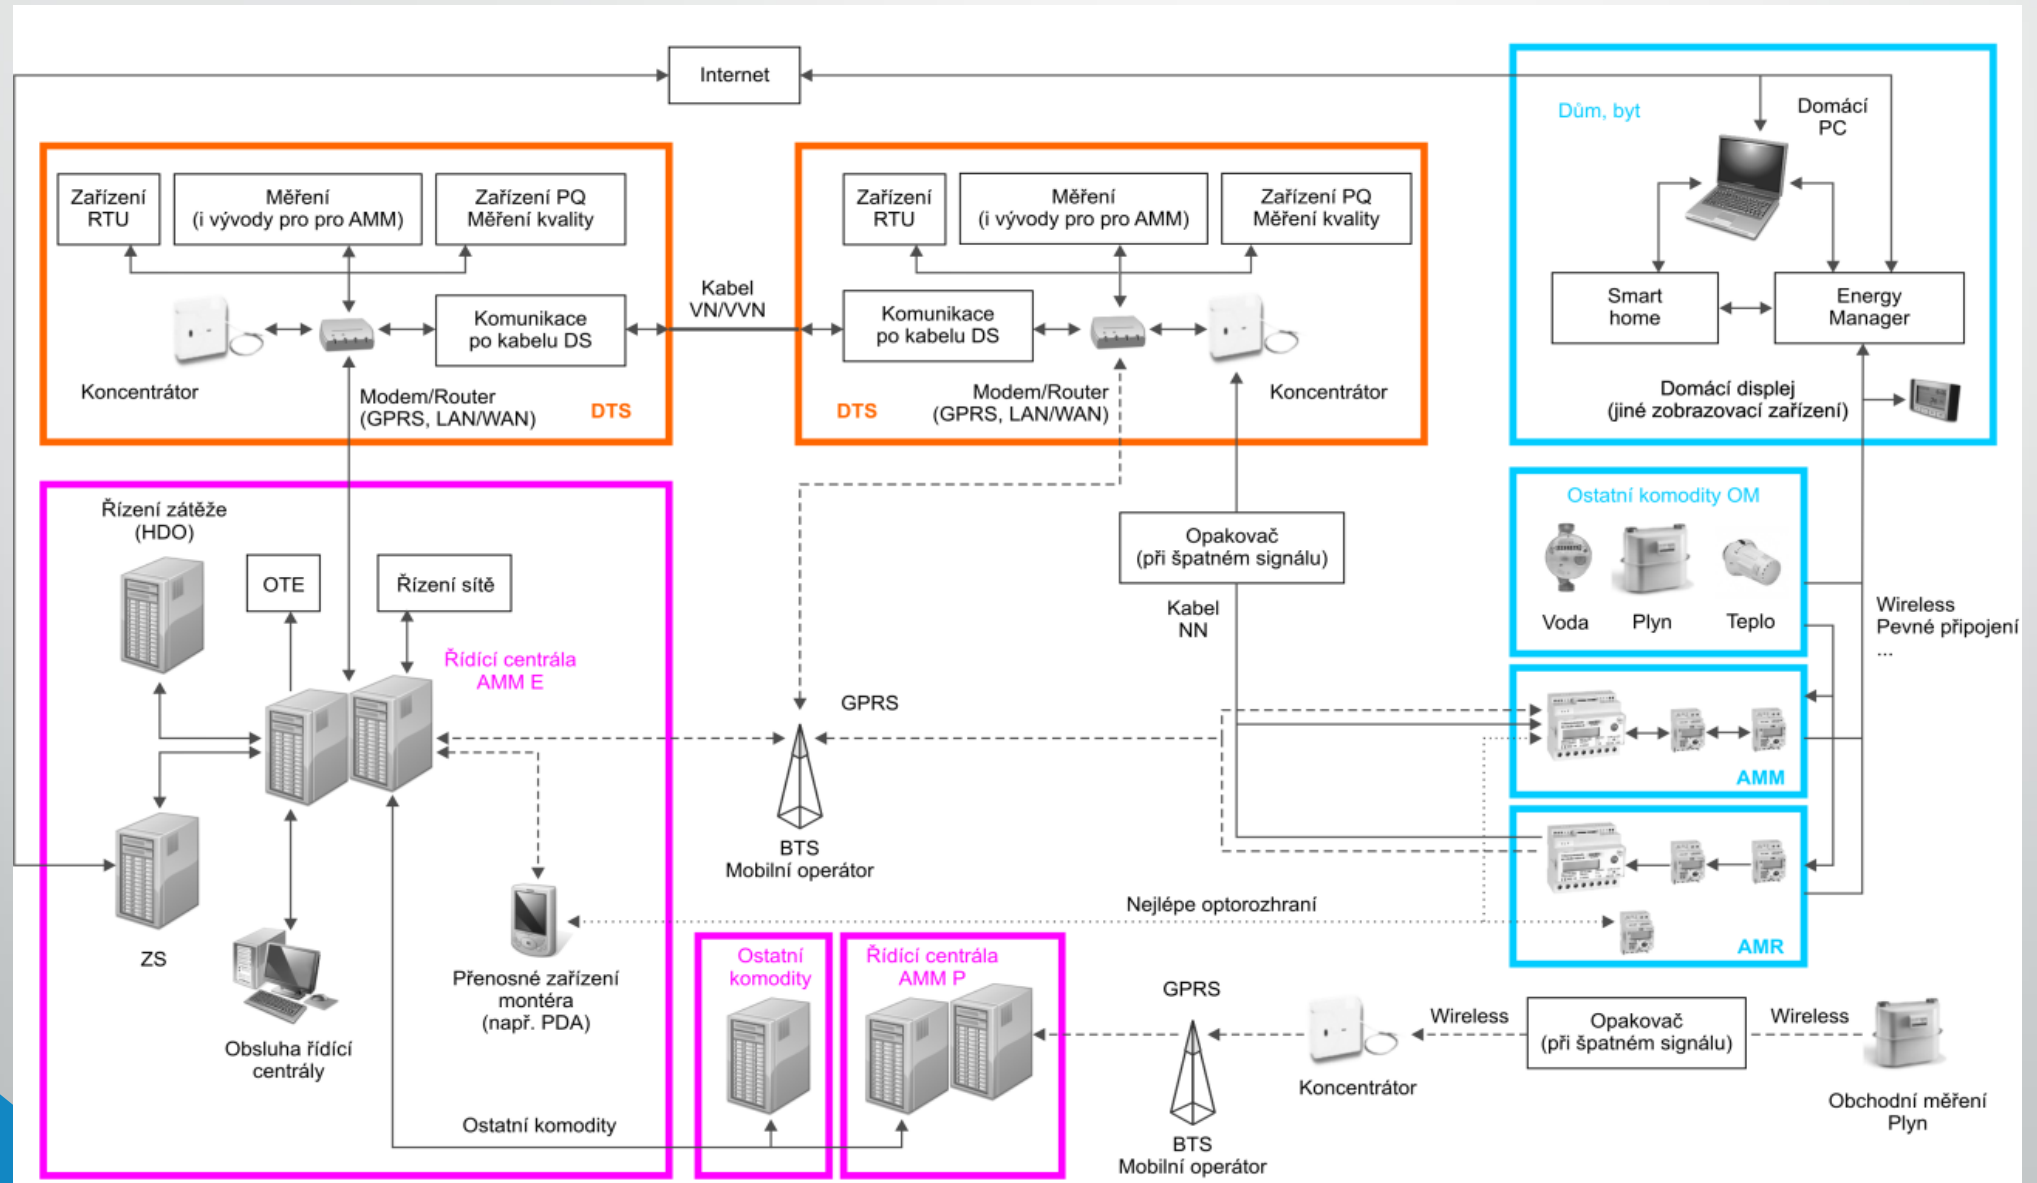 Internet
Dům, byt
Domácí
PC
Zařízení
RTU
Měření
(i vývody pro pro AMM)
Zařízení PQ
Měření kvality
Koncentrátor
Komunikace
po kabelu DS
Modem/Router
(GPRS, LAN/WAN)
DTS
Kabel
VN/VVN
Zařízení
RTU
Měření
(i vývody pro pro AMM)
Zařízení PQ
Měření kvality
Komunikace
po kabelu DS
Modem/Router
(GPRS, LAN/WAN)
DTS
Koncentrátor
Smart
home
Energy
Manager
Domácí displej
(jiné zobrazovací zařízení)
Řízení zátěže
(HDO)
OTE
Řízení sítě
Řídící centrála
AMM E
ZS
Obsluha řídící
centrály
Přenosné zařízení
montéra
(např. PDA)
Ostatní komodity
GPRS
BTS
Mobilní operátor
Opakovač
(při špatném signálu)
Kabel
NN
Ostatní komodity OM
Voda
Plyn
Teplo
Wireless
Pevné připojení
...
AMM
AMR
Nejlépe optorozhraní
Ostatní
komodity
Řídící centrála
AMM P
GPRS
BTS
Mobilní operátor
Koncentrátor
Wireless
Opakovač
(při špatném signálu)
Wireless
Obchodní měření
Plyn